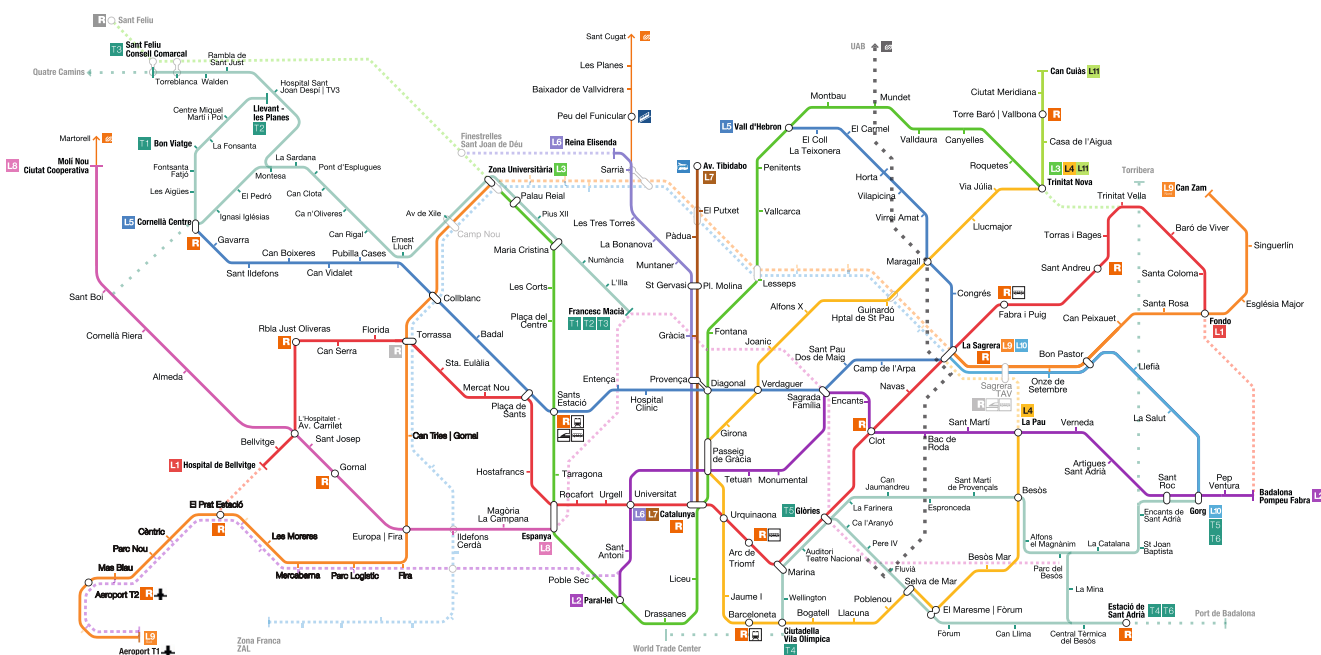 R Sant Feliu
T3 Sant Feliu
Consell Comarcal
Quatre Camins
Rambla de
Sant Just
Torreblanca
Walden
Hospital Sant
Joan Despí | TV3
Centre Miquel
Martí i Pol
Llevant -
les Planes
T2
Martorell
L8 Molí Nou
Ciutat Cooperativa
T1 Bon Viatge
La Fonsanta
Fontsanta
Fatjó
Les Aigües
La Sardana
Montesa
Pont d'Esplugues
El Pedró
Can Clota
Ignasi Iglésias
Ca n'Oliveres
Can Rigal
Ernest
Lluch
Av de Xile
Camp Nou
L5 Cornellà Centre
R
Gavarra
Sant Ildefons
Can Boixeres
Can Vidalet
Pubilla Cases
Collblanc
Badal
Sant Boi
Cornellà Riera
Almeda
Rbla Just Oliveras
R
Can Serra
Florida
Torrassa
R
Sta. Eulàlia
Mercat Nou
Plaça de
Sants
L'Hospitalet -
Av. Carrilet
Bellvitge
Sant Josep
L1 Hospital de Bellvitge
Gornal
R
Can Tries | Gornal
El Prat Estació
R
Cèntric
Parc Nou
Mas Blau
Aeroport T2 R
L9
Aeroport T1
Les Moreres
Mercabarna
Parc Logístic
Fira
Europa | Fira
Ildefons
Cerdà
Magòria
La Campana
Zona Franca
ZAL
Sant Cugat
Les Planes
Baixador de Vallvidrera
Peu del Funicular
Finestrelles
Sant Joan de Déu
L6 Reina Elisenda
Sarrià
Zona Universitària L3
Palau Reial
Pius XII
Maria Cristina
Numància
L'Illa
Francesc Macià
T1 T2 T3
Les Corts
Plaça del
Centre
Les Tres Torres
La Bonanova
Muntaner
St Gervasi
Pl. Molina
Gràcia
Provença
Diagonal
Av. Tibidabo
L7
El Putxet
Pàdua
Sants
Estació
R
Entença
Hospital
Clínic
Tarragona
Hostafrancs
Rocafort
Urgell
Universitat
L6 L7 Catalunya
R
Espanya
L8
Sant
Antoni
Poble Sec
L2 Paral·lel
Liceu
Drassanes
World Trade Center
UAB
Montbau
Mundet
L5 Vall d'Hebron
El Coll
La Teixonera
El Carmel
Valldaura
Canyelles
Roquetes
Penitents
Horta
Vallcarca
Vilapicina
Virrei Amat
Via Júlia
Llucmajor
Maragall
Lesseps
Fontana
Joanic
Alfons X
Guinardó
Hptal de St Pau
Congrés
Sant Pau
Dos de Maig
Camp de l'Arpa
Verdaguer
Sagrada
Família
Encants
Girona
Passeig
de Gràcia
Tetuan
Monumental
Urquinaona
R
Arc de
Triomf
Jaume I
Barceloneta
R
Marina
Wellington
Ciutadella
Vila Olímpica
T4
Bogatell
Llacuna
Poblenou
Selva de Mar
El Maresme | Fòrum
Fòrum
Can Llima
T5 Glòries
Auditori
Teatre Nacional
La Farinera
Ca l'Aranyó
Can
Jaumandreu
Espronceda
Sant Martí
de Provençals
Pere IV
Fluvià
Besòs
Besòs Mar
Can Cuiàs L11
Ciutat Meridiana
Torre Baró | Vallbona R
Casa de l'Aigua
L3 L4 L11
Trinitat Nova
Torribera
Trinitat Vella
L9 Can Zam
Torras i Bages
Baró de Viver
Singuerlín
Sant Andreu R
Santa Coloma
R
Fabra i Puig
Santa Rosa
Església Major
Can Peixauet
Fondo
L1
La Sagrera L9 L10
R
Bon Pastor
Onze de
Setembre
Sagrera
TAV
R
Llefià
La Salut
Navas
R
Clot
Bac de
Roda
Sant Martí
L4
La Pau
Verneda
Artigues
Sant Adrià
Sant
Roc
Pep
Ventura
Gorg L10
T5
T6
Badalona
Pompeu Fabra
Encants de
Sant Adrià
St Joan
Baptista
La Catalana
Alfons
el Magnànim
Parc del
Besòs
La Mina
Central Tèrmica
del Besòs
Estació de
Sant Adrià T4 T6
R
Port de Badalona